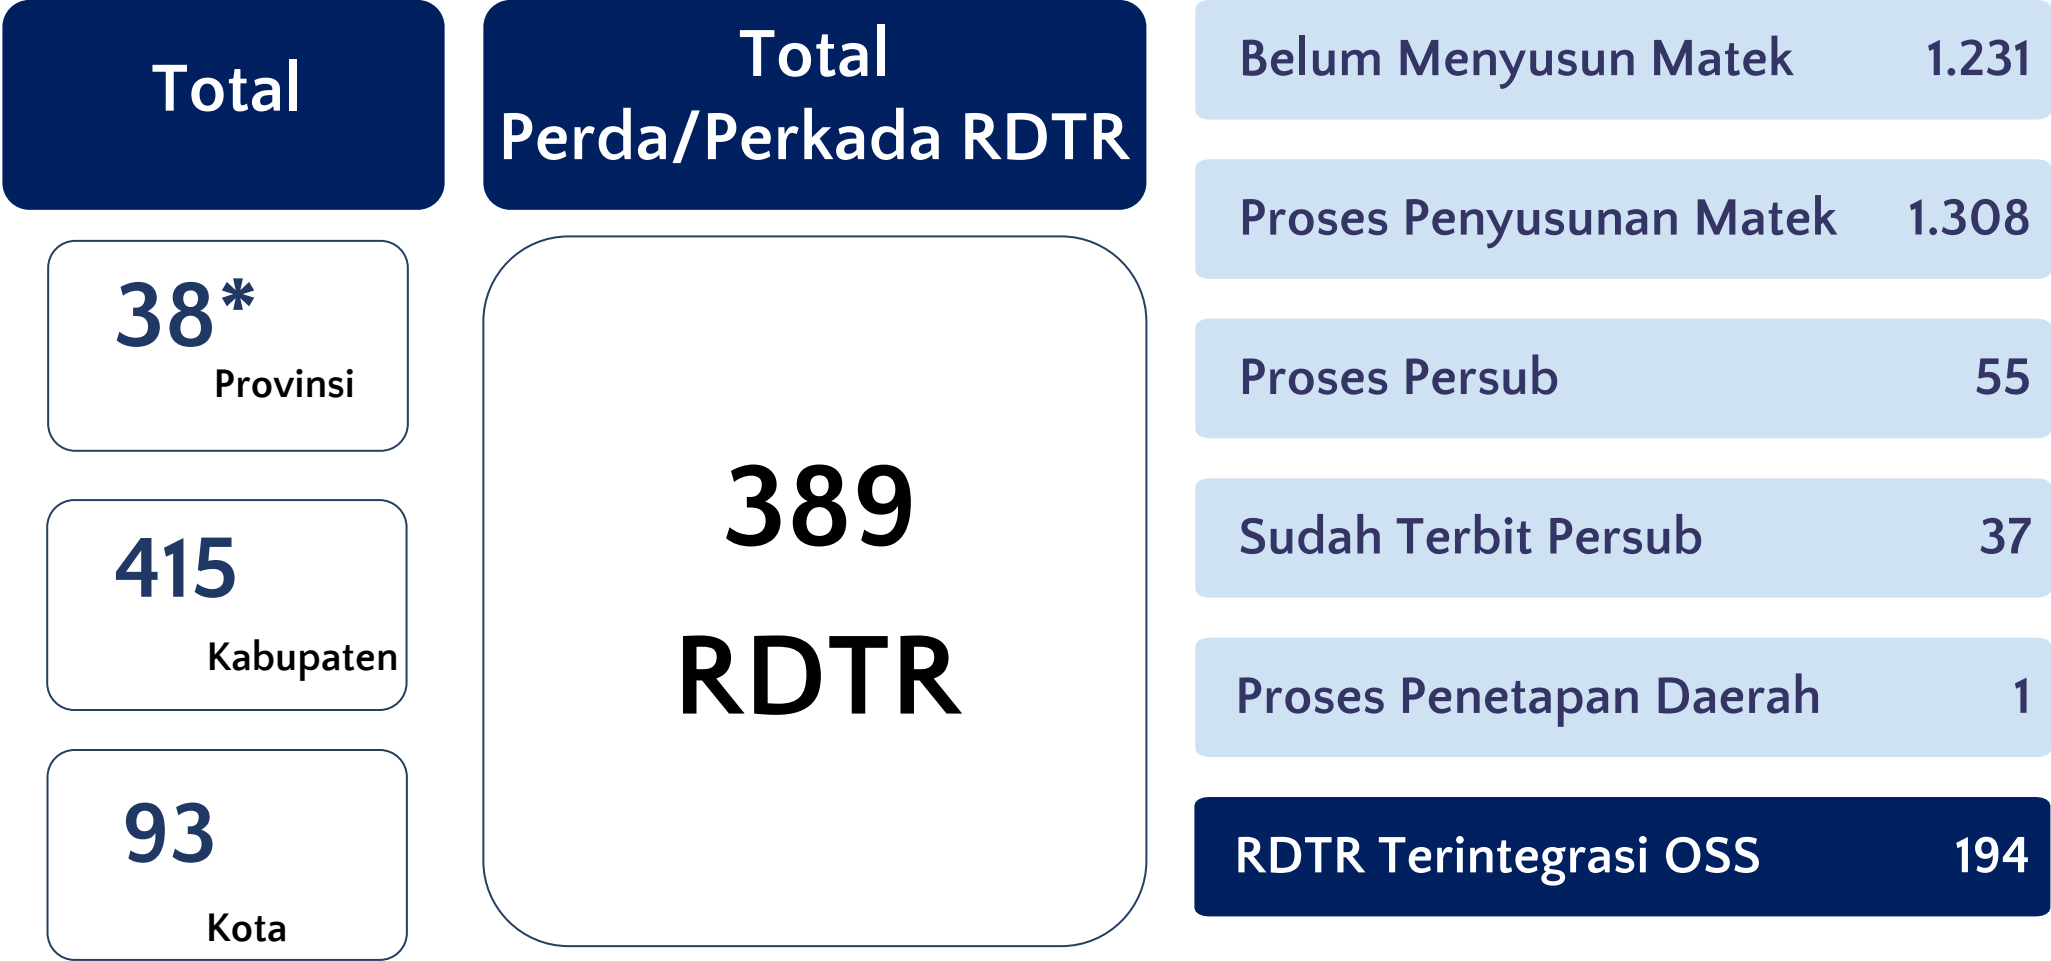 Total
38*
Provinsi
415
Kabupaten
93
Kota
Total
Perda/Perkada RDTR
389
RDTR
Belum Menyusun Matek 1.231
Proses Penyusunan Matek 1.308
Proses Persub 55
Sudah Terbit Persub 37
Proses Penetapan Daerah 1
RDTR Terintegrasi OSS 194